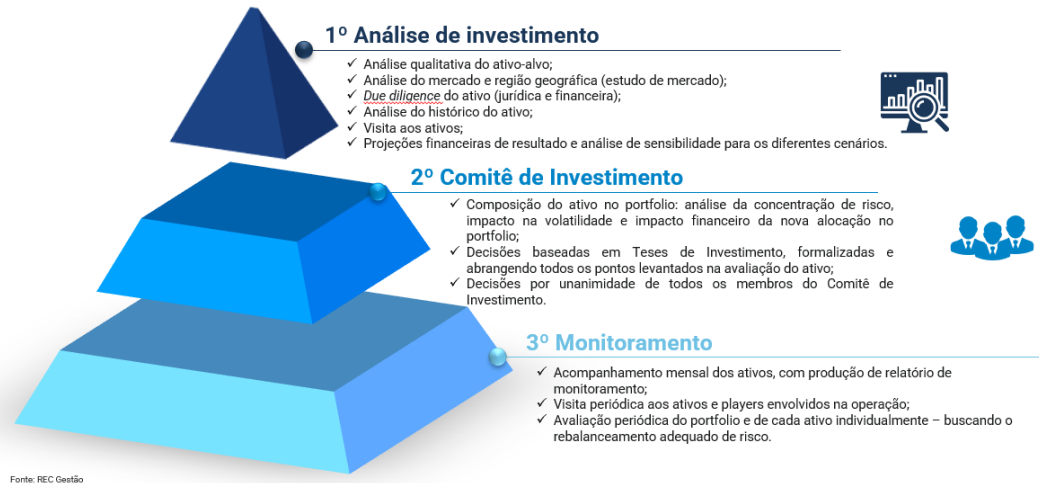 1º Análise de investimento
✓ Análise qualitativa do ativo-alvo;
✓ Análise do mercado e região geográfica (estudo de mercado);
✓ Due diligence do ativo (jurídica e financeira);
✓ Análise do histórico do ativo;
✓ Visita aos ativos;
✓ Projeções financeiras de resultado e análise de sensibilidade para os diferentes cenários.
2º Comitê de Investimento
✓ Composição do ativo no portfolio: análise da concentração de risco,
impacto na volatilidade e impacto financeiro da nova alocação no
portfolio;
✓ Decisões baseadas em Teses de Investimento, formalizadas e
abrangendo todos os pontos levantados na avaliação do ativo;
✓ Decisões por unanimidade de todos os membros do Comitê de
Investimento.
3º Monitoramento
✓ Acompanhamento mensal dos ativos, com produção de relatório de
monitoramento;
✓ Visita periódica aos ativos e players envolvidos na operação;
✓ Avaliação periódica do portfolio e de cada ativo individualmente – buscando o
rebalanceamento adequado de risco.
Fonte: REC Gestão